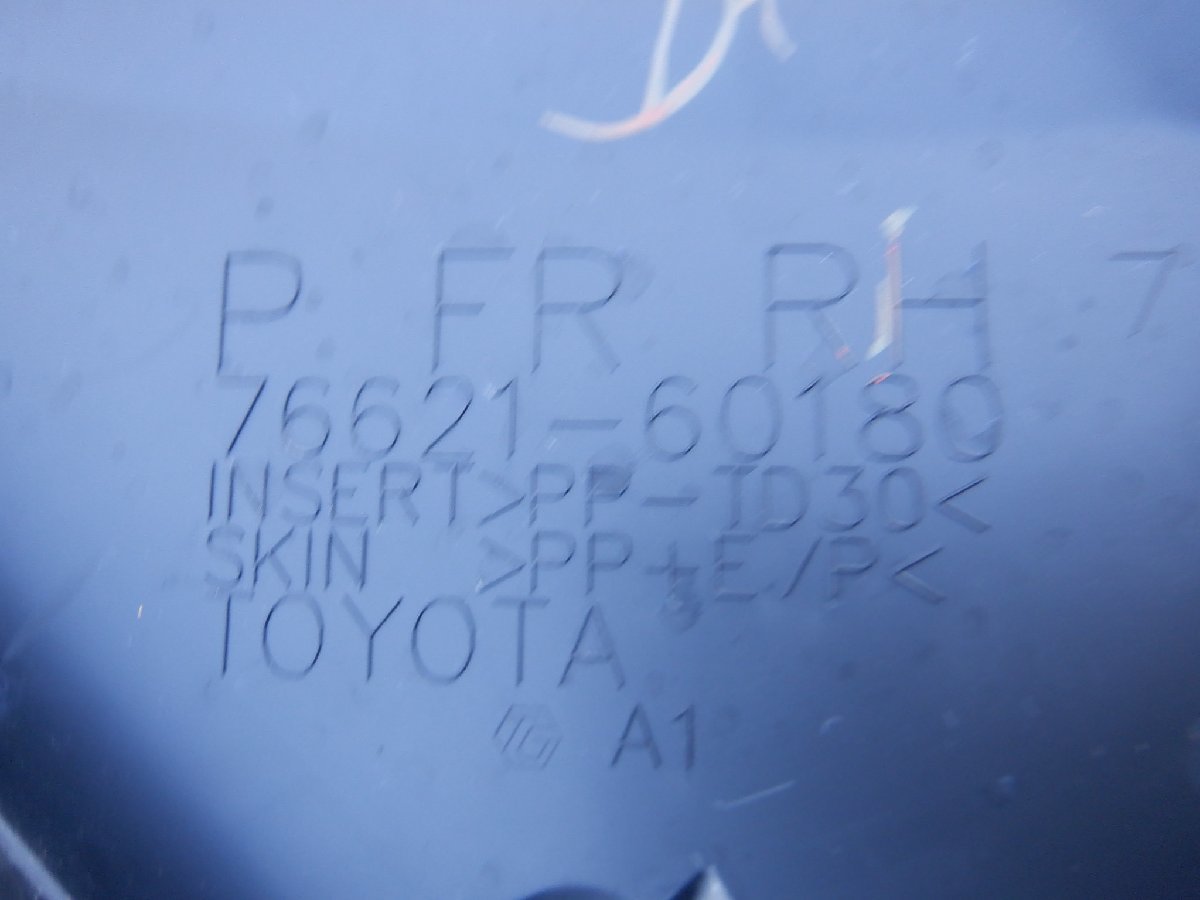 P FR RH 7
76621-60180
INSERT>PP-TD30<
SKIN >PP+E/P<
TOYOTA
A1